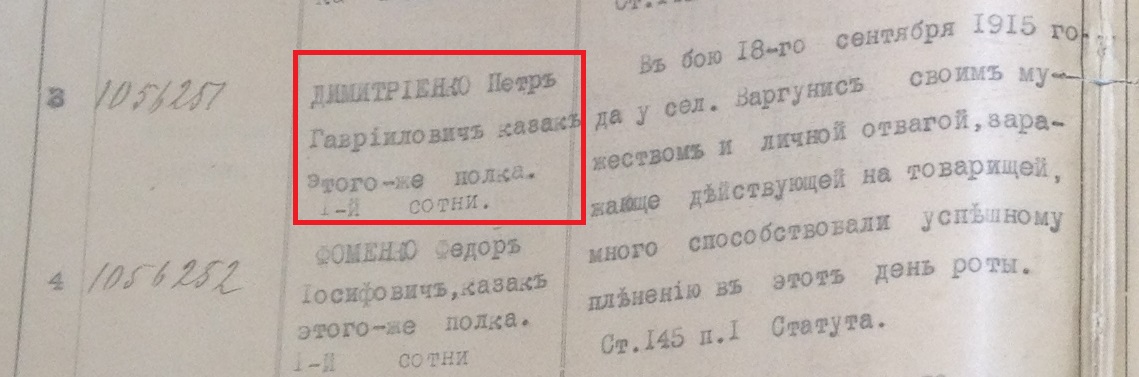 Ст.145
3
1056251
ДИМИТРІЕНКО Петръ
Гавріиловичъ казакъ
этого-же полка.
1-й сотни.
4
1056252
ФОМЕНКО Федоръ
Іосифовичъ, казакъ
этого-же полка.
1-й сотни
Въ бою 18-го сентября 1915 го-
да у сел. Варгунисъ своимъ му-
жествомъ и личной отвагой, зара-
жающе дѣйствующей на товарищей,
много способствовали успѣшному
плѣненію въ этотъ день роты.
Ст.145 п.1 Статута.